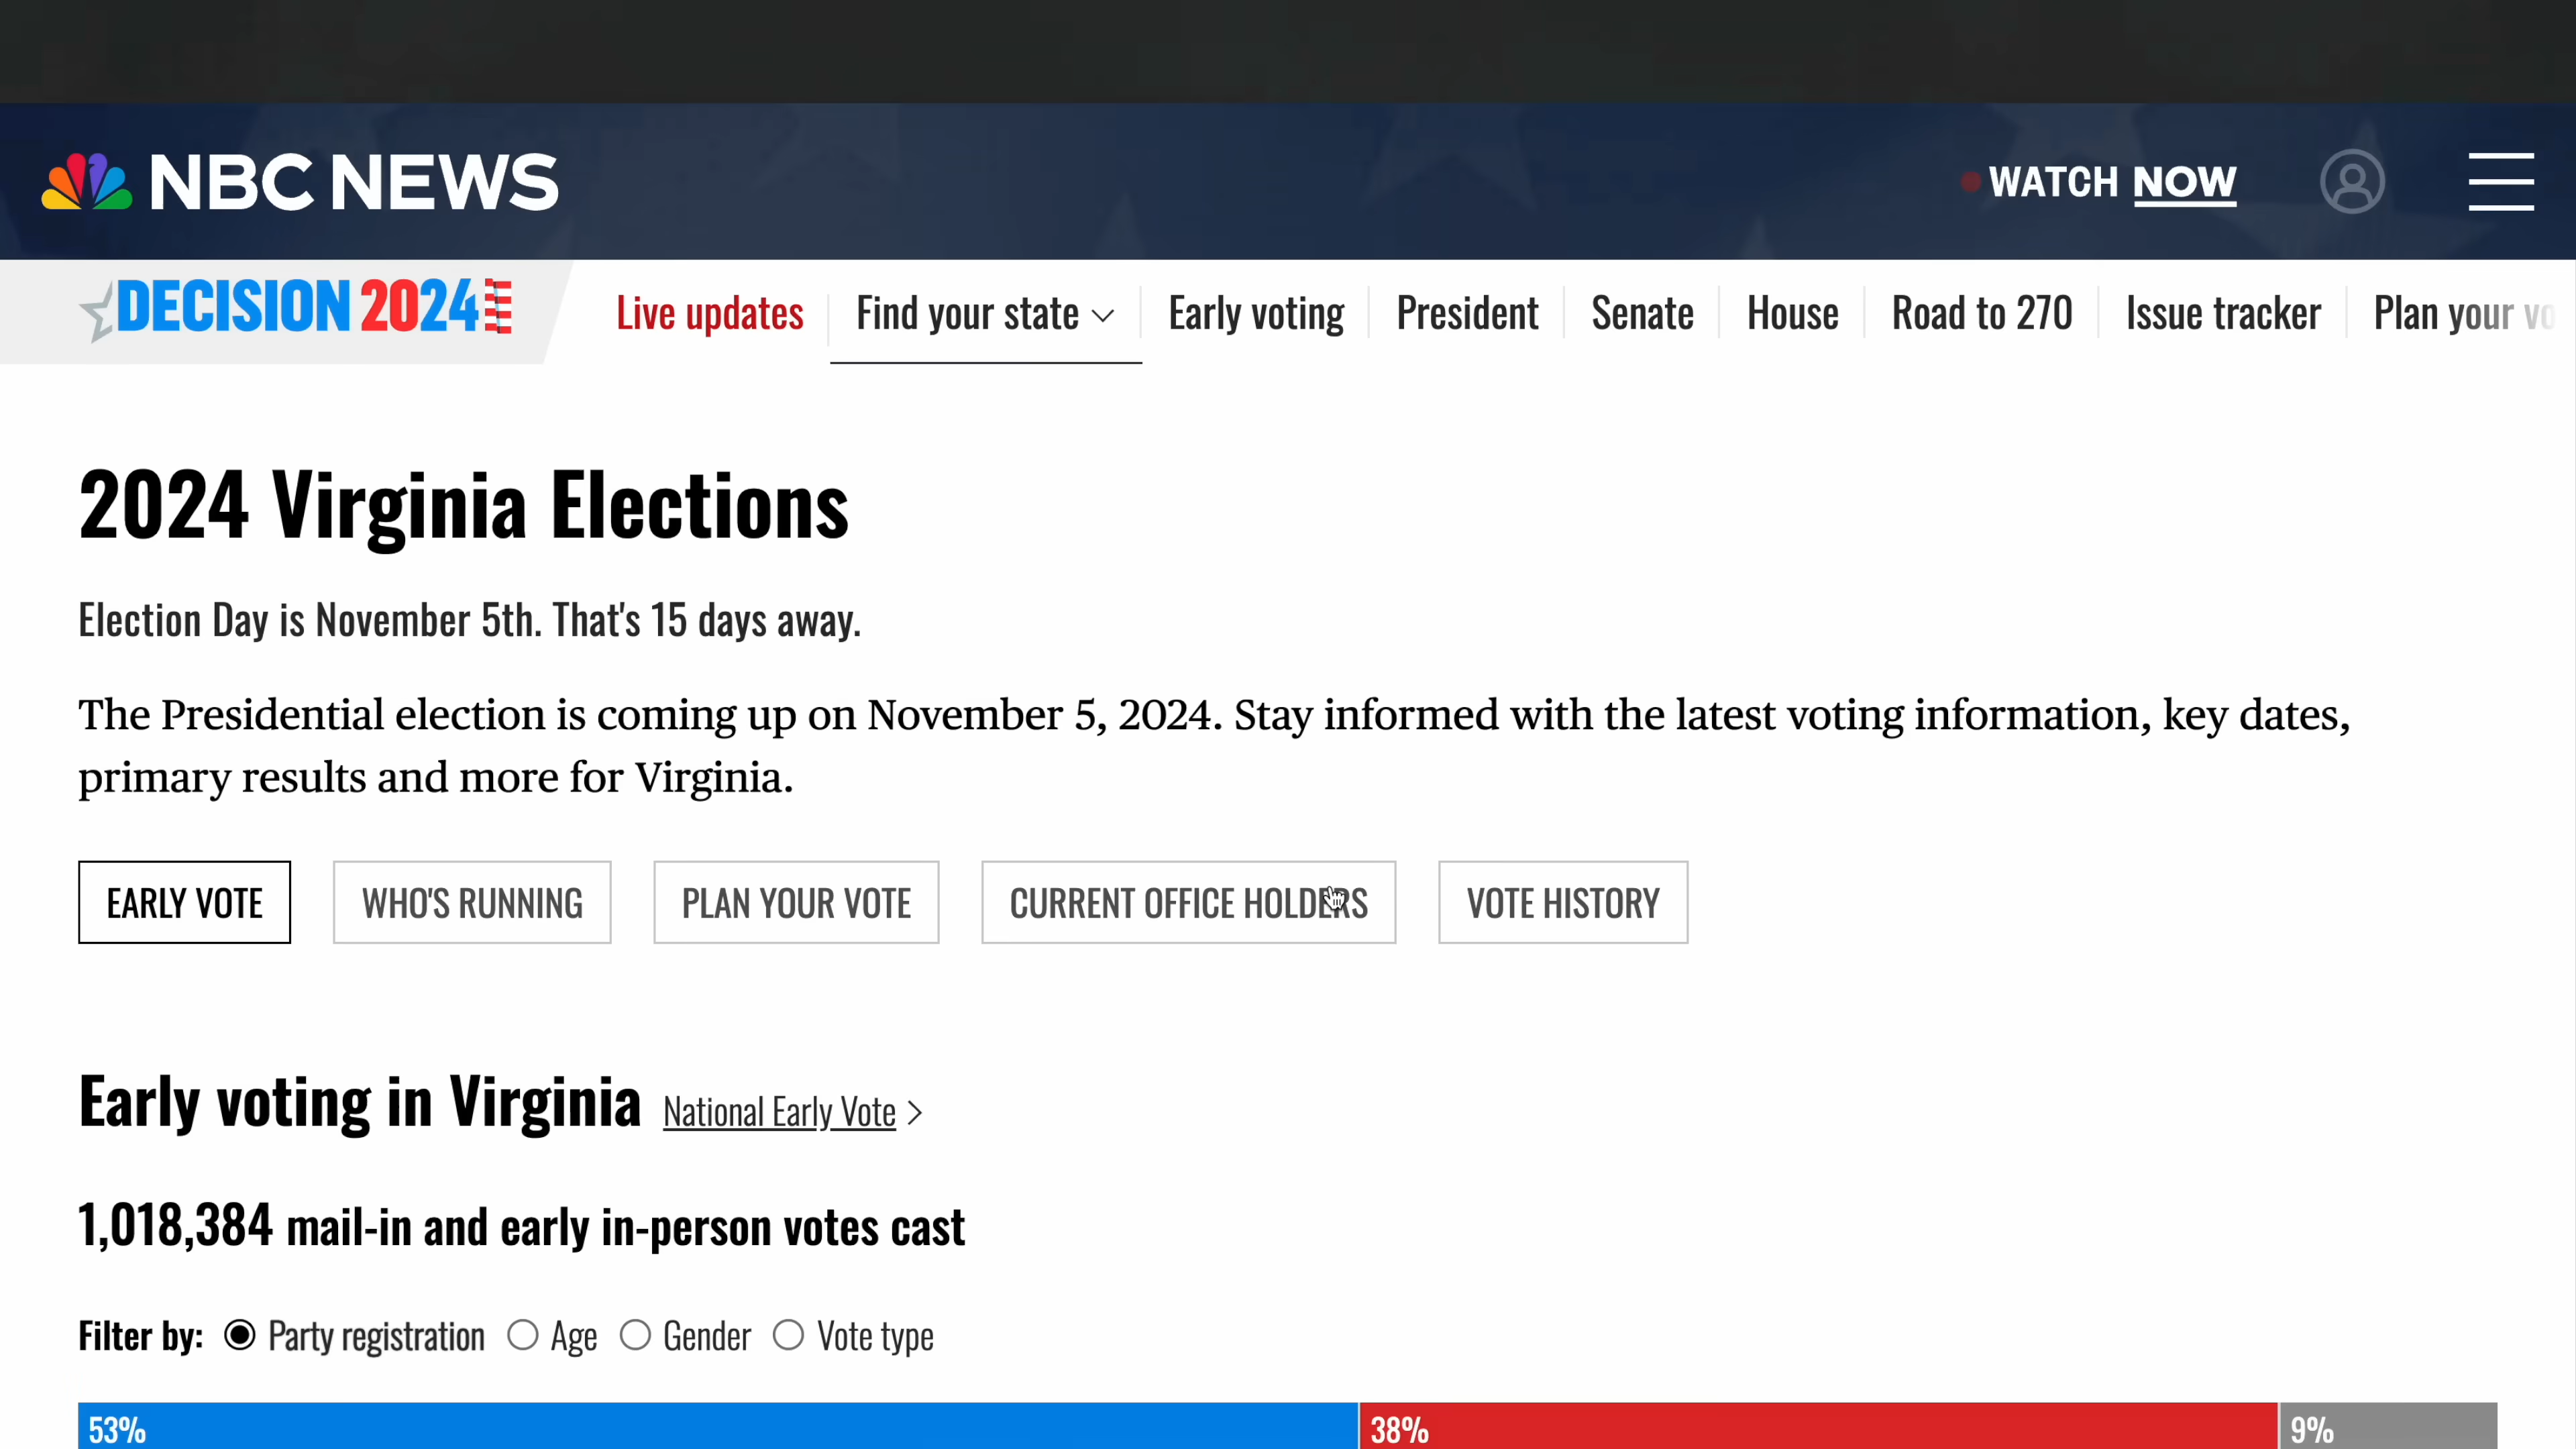 NBC NEWS
WATCH NOW
DECISION 2024
Live updates
Find your state
Early voting
President
Senate
House
Road to 270
Issue tracker
Plan your
2024 Virginia Elections
Election Day is November 5th. That's 15 days away.
The Presidential election is coming up on November 5, 2024. Stay informed with the latest voting information, key dates,
primary results and more for Virginia.
EARLY VOTE
WHO'S RUNNING
PLAN YOUR VOTE
CURRENT OFFICE HOLDERS
VOTE HISTORY
Early voting in Virginia National Early Vote >
1,018,384 mail-in and early in-person votes cast
Filter by: Party registration Age Gender Vote type
53% 38% 9%